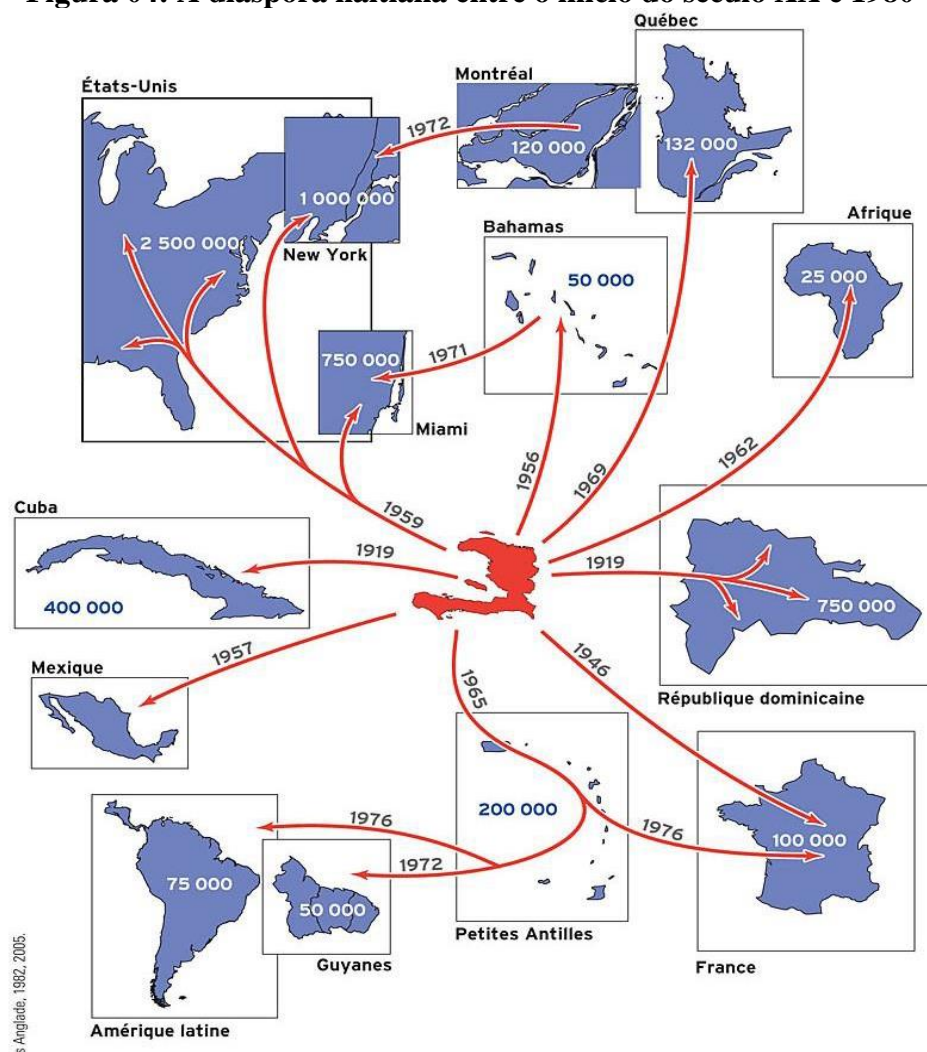 Figura 04: A diáspora haitiana entre o início do século XX e 1980
Québec
Montréal
États-Unis
1972
120 000
132 000
1 000 000
Afrique
2 500 000
Bahamas
New York
50 000
25 000
750 000
1971
Miami
1956
1969
1962
1959
Cuba
1919
1919
400 000
750 000
Mexique
1957
1965
1946
République dominicaine
200 000
1976
1976
100 000
1972
75 000
50 000
Petites Antilles
Guyanes
France
Amérique latine
Anglade, 1982, 2005.